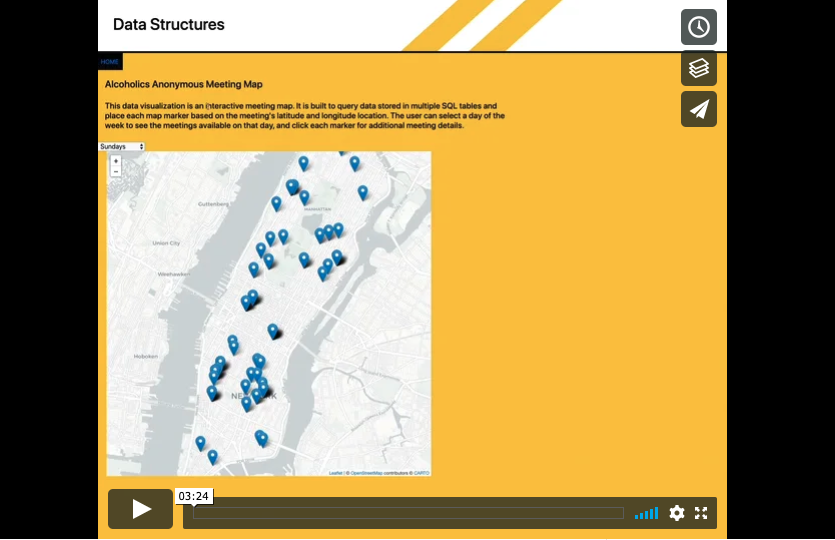 Data Structures
HOME
Alcoholics Anonymous Meeting Map
This data visualization is an interactive meeting map. It is built to query data stored in multiple SQL tables and
place each map marker based on the meeting's latitude and longitude location. The user can select a day of the
week to see the meetings available on that day, and click each marker for additional meeting details.
Sundays
+
−
Guttenberg
Union City
Weehawken
Hoboken
Leaflet | © OpenStreetMap contributors © CARTO
03:24